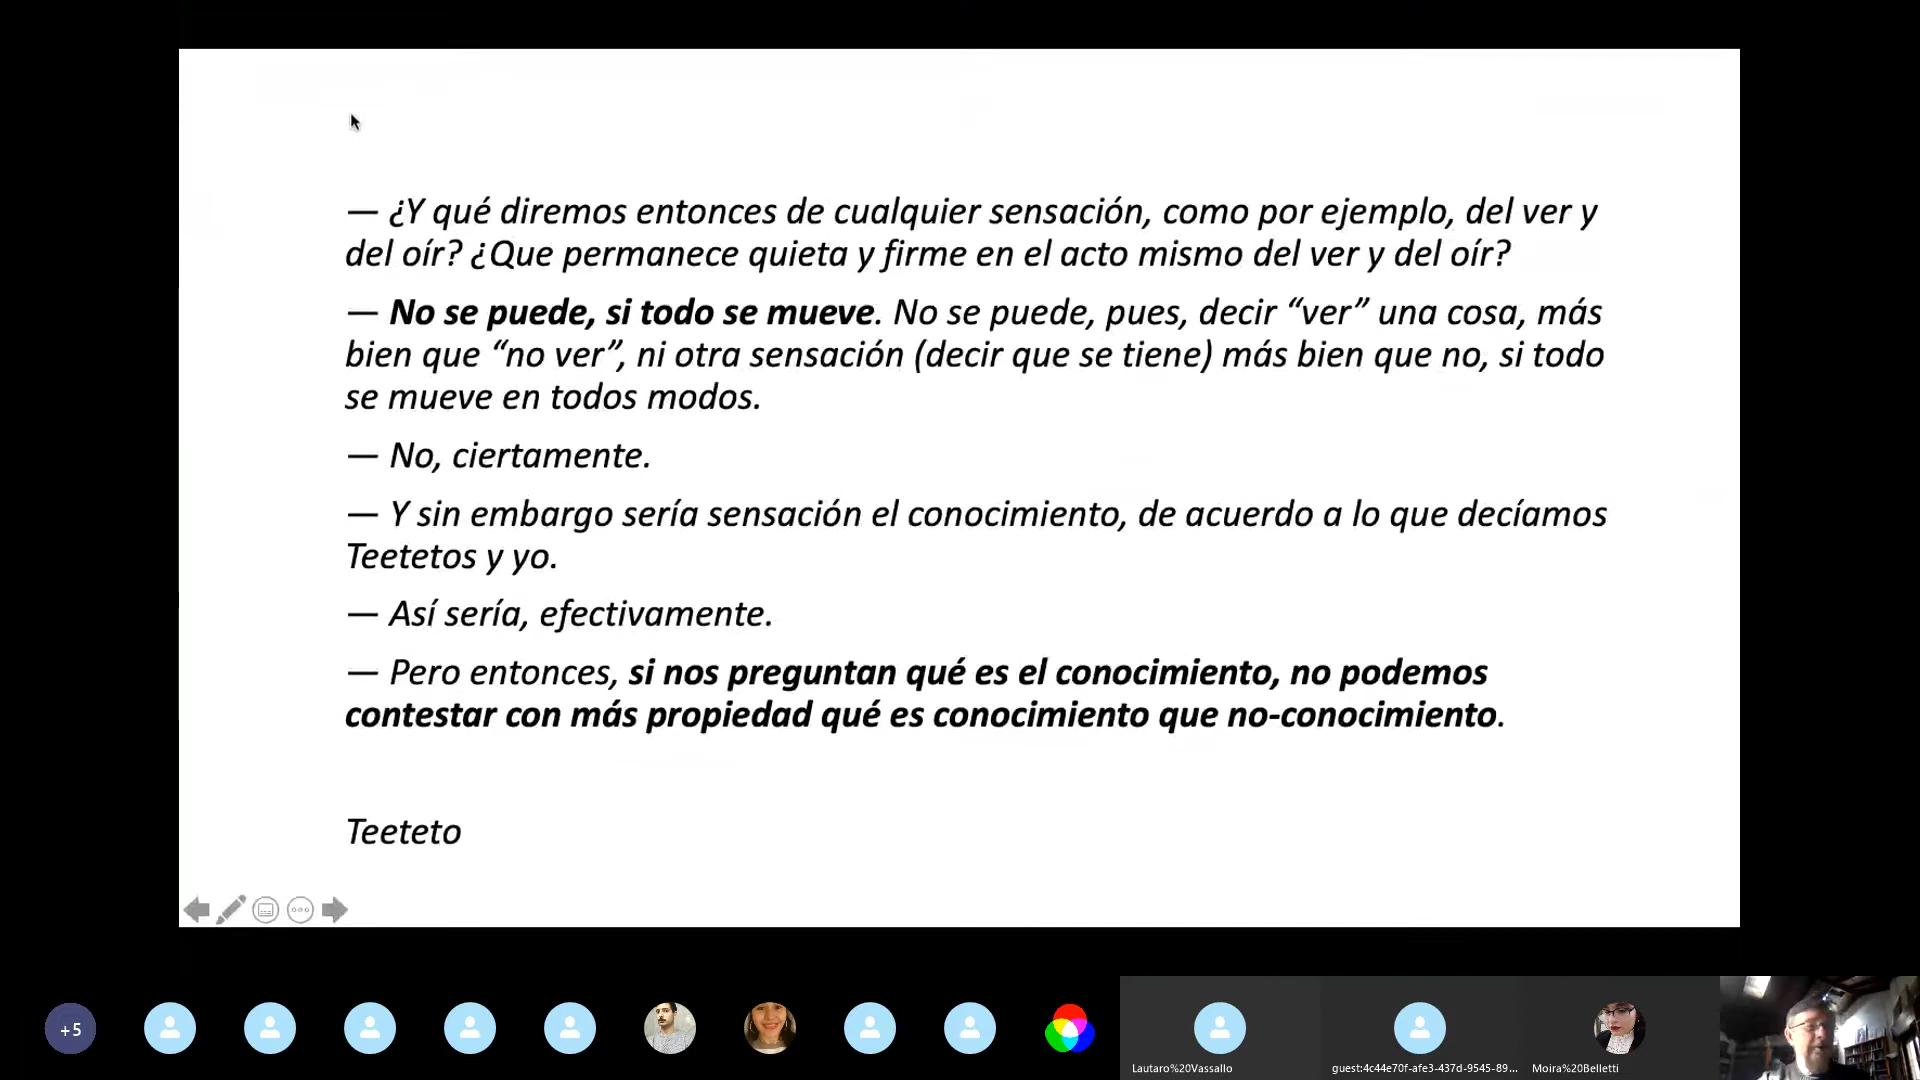 — ¿Y qué diremos entonces de cualquier sensación, como por ejemplo, del ver y
del oír? ¿Que permanece quieta y firme en el acto mismo del ver y del oír?
— No se puede, si todo se mueve. No se puede, pues, decir “ver” una cosa, más
bien que “no ver”, ni otra sensación (decir que se tiene) más bien que no, si todo
se mueve en todos modos.
— No, ciertamente.
— Y sin embargo sería sensación el conocimiento, de acuerdo a lo que decíamos
Teetetos y yo.
— Así sería, efectivamente.
— Pero entonces, si nos preguntan qué es el conocimiento, no podemos
contestar con más propiedad qué es conocimiento que no-conocimiento.
Teeteto
+5
Lautaro%20Vassallo
guest:4c44e70f-afe3-437d-9545-89...
Moira%20Belletti